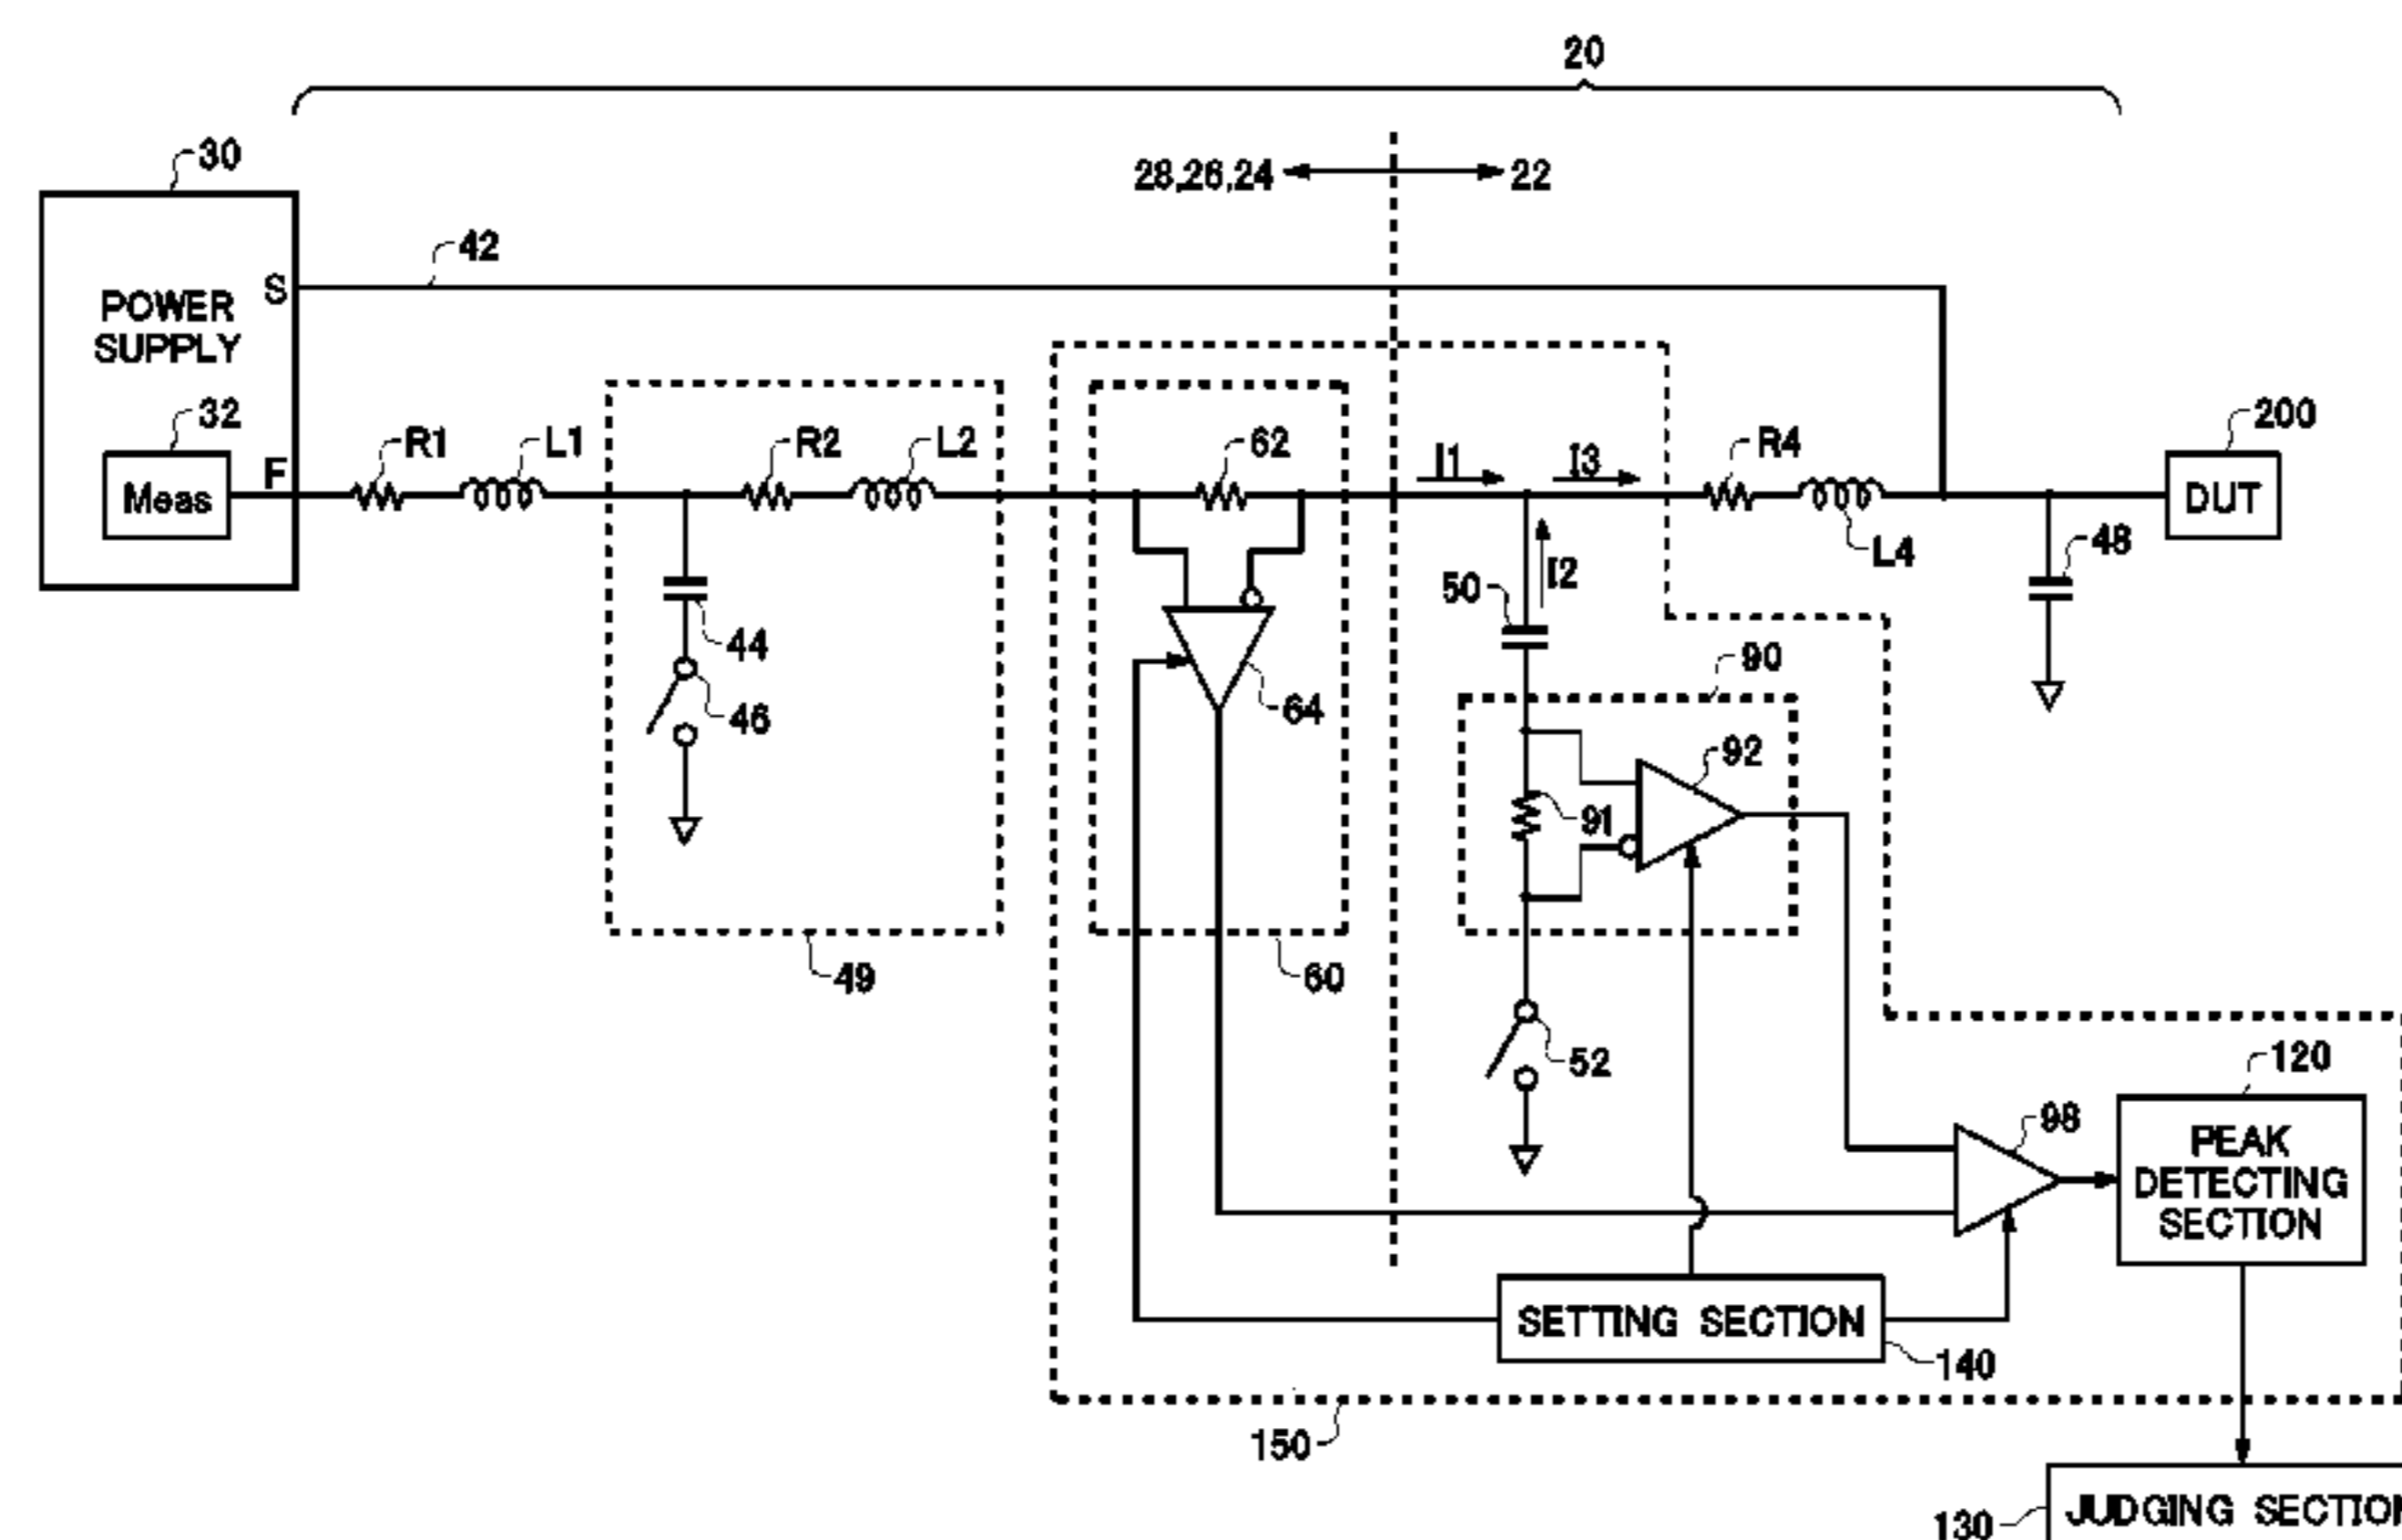 20
30
28,26,24
22
42
S
POWER
SUPPLY
32
R1
L1
R2
L2
62
I1
I3
R4
200
F
Meas
DUT
L4
48
50
I2
44
46
64
90
92
91
49
60
52
120
98
PEAK
DETECTING
SECTION
SETTING SECTION
140
150
130
JUDGING SECTION